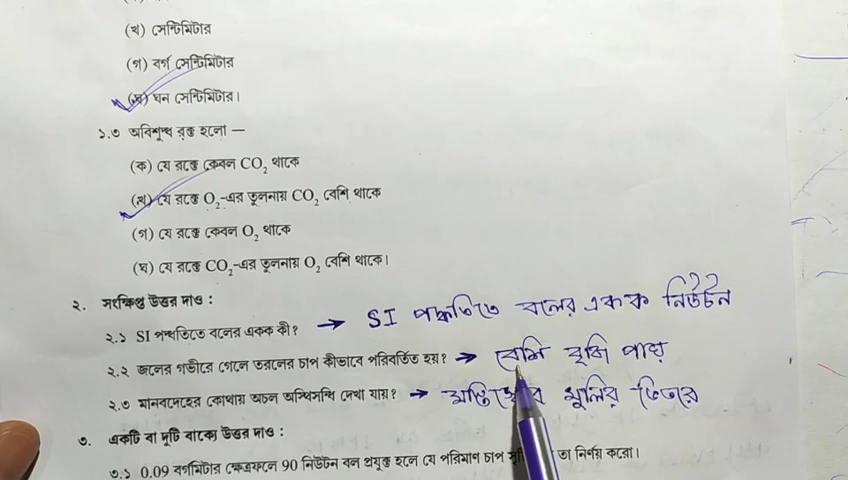 (খ) সেন্টিমিটার
(গ) বর্গ সেন্টিমিটার
(ঘ) ঘন সেন্টিমিটার।
১.৩ অবিশুদ্ধ রক্ত হলো —
(ক) যে রক্তে কেবল CO₂ থাকে
(খ) যে রক্তে O₂-এর তুলনায় CO₂ বেশি থাকে
(গ) যে রক্তে কেবল O₂ থাকে
(ঘ) যে রক্তে CO₂-এর তুলনায় O₂ বেশি থাকে।
২. সংক্ষিপ্ত উত্তর দাও :
২.১ SI পদ্ধতিতে বলের একক কী? → SI পদ্ধতিতে বলের একক নিউটন
২.২ জলের গভীরে গেলে তরলের চাপ কীভাবে পরিবর্তিত হয়? → বেশি বৃদ্ধি পায়
২.৩ মানবদেহের কোথায় অচল অস্থিসন্ধি দেখা যায়? → খুলির ভিতরে
৩. একটি বা দুটি বাক্যে উত্তর দাও :
৩.১ 0.09 বর্গমিটার ক্ষেত্রফলে 90 নিউটন বল প্রযুক্ত হলে যে পরিমাণ চাপ তা নির্ণয় করো।